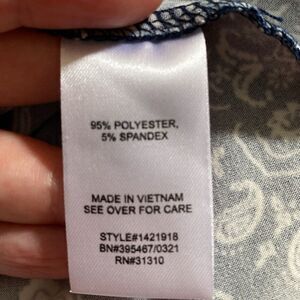 95% POLYESTER,
5% SPANDEX
MADE IN VIETNAM
SEE OVER FOR CARE
STYLE#1421918
BN#395467/0321
RN#31310